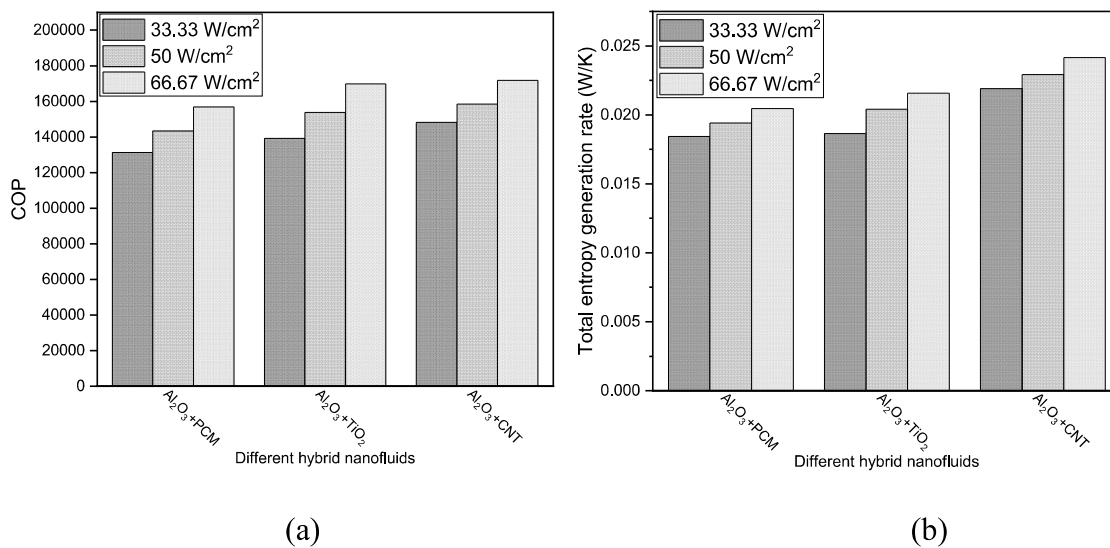 200000
180000
160000
140000
120000
100000
80000
60000
40000
20000
0
COP
33.33 W/cm²
50 W/cm²
66.67 W/cm²
Al₂O₃+PCM
Al₂O₃+TiO₂
Al₂O₃+CNT
Different hybrid nanofluids
(a)
0.025
0.020
0.015
0.010
0.005
0.000
Total entropy generation rate (W/K)
33.33 W/cm²
50 W/cm²
66.67 W/cm²
Al₂O₃+PCM
Al₂O₃+TiO₂
Al₂O₃+CNT
Different hybrid nanofluids
(b)